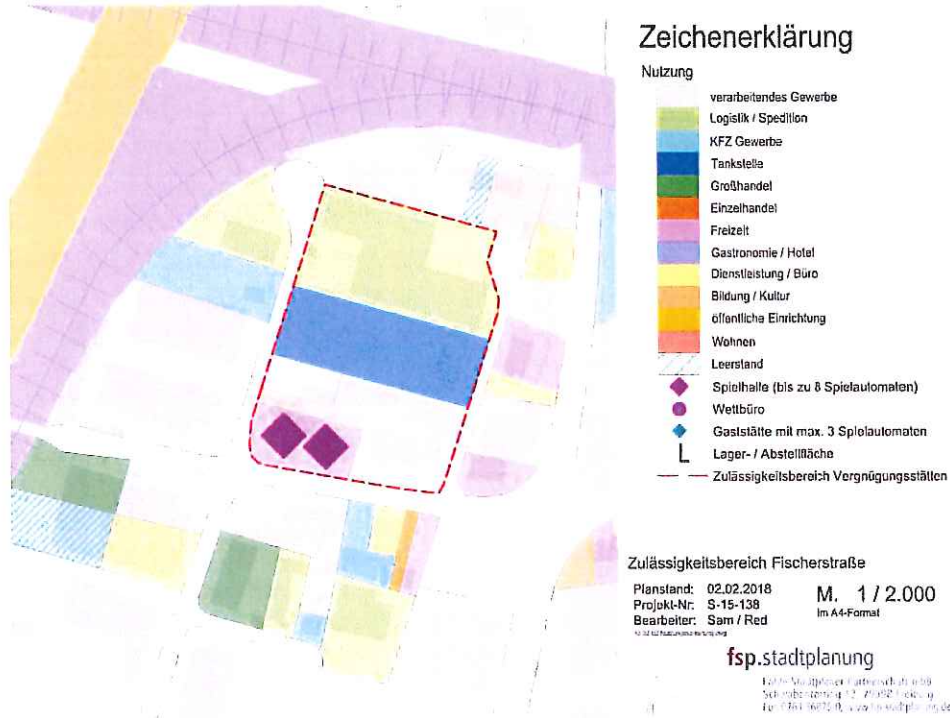 Zeichenerklärung
Nutzung
verarbeitendes Gewerbe
Logistik / Spedition
KFZ Gewerbe
Tankstelle
Großhandel
Einzelhandel
Freizeit
Gastronomie / Hotel
Dienstleistung / Büro
Bildung / Kultur
öffentliche Einrichtung
Wohnen
Leerstand
Spielhalle (bis zu 8 Spielautomaten)
Wettbüro
Gaststätte mit max. 3 Spielautomaten
L Lager- / Abstellfläche
Zulässigkeitsbereich Vergnügungsstätten
Zulässigkeitsbereich Fischerstraße
Planstand: 02.02.2018
Projekt-Nr: S-15-138
Bearbeiter: Sam / Red
M. 1 / 2.000
Im A4-Format
fsp.stadtplanung